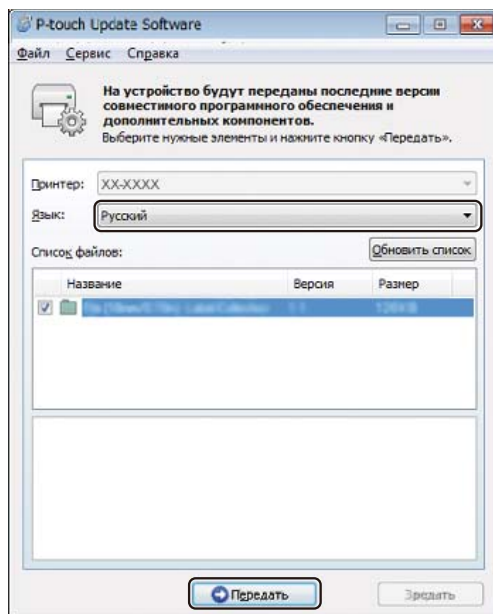 P-touch Update Software
Файл Сервис Справка
На устройство будут переданы последние версии
совместимого программного обеспечения и
дополнительных компонентов.
Выберите нужные элементы и нажмите кнопку «Передать».
Принтер: XX-XXXX
Язык: Русский
Список файлов: Обновить список
Название Версия Размер
Передать